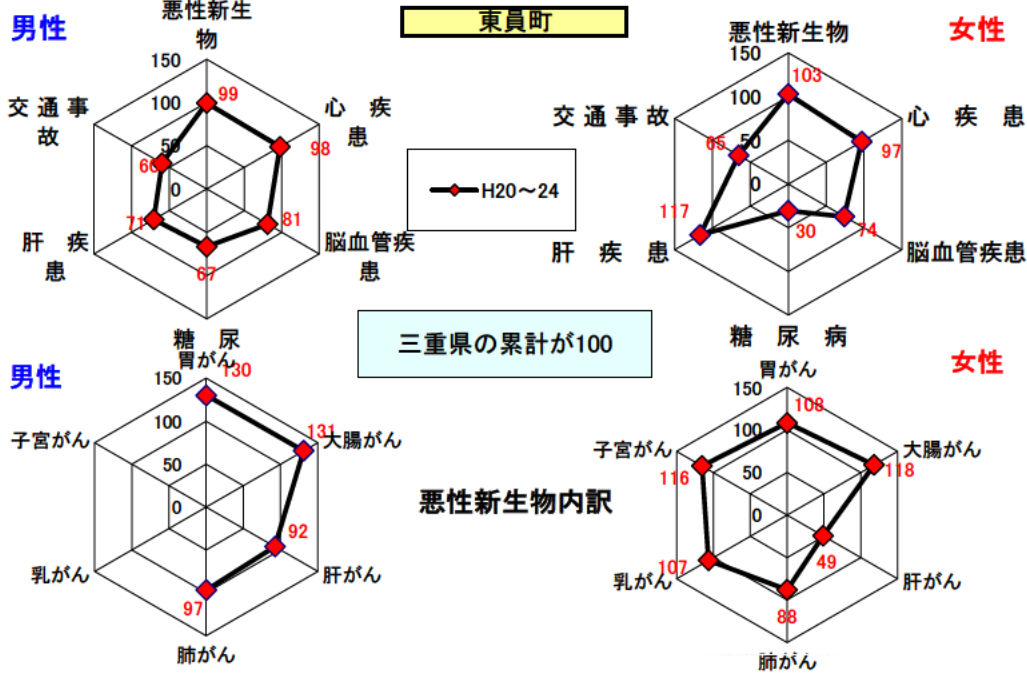 東員町
男性
悪性新生
物
150
100
50
0
99
心 疾
患
98
81
脳血管疾
患
67
糖 尿
71
肝 疾
患
交 通 事
故
60
H20～24
三重県の累計が100
女性
悪性新生物
150
100
50
0
103
心 疾 患
97
74
脳血管疾患
30
糖 尿 病
117
肝 疾 患
交 通 事 故
65
男性
胃がん
150
100
50
0
130
131
大腸がん
92
肝がん
97
肺がん
乳がん
子宮がん
悪性新生物内訳
女性
胃がん
150
100
50
0
108
大腸がん
118
49
肝がん
88
肺がん
107
乳がん
子宮がん
116